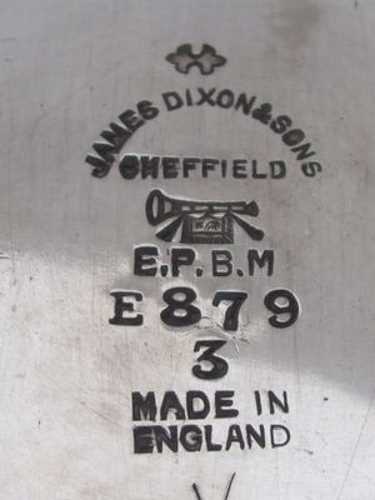 JAMES DIXON & SONS
SHEFFIELD
E.P.B.M
E879
3
MADE IN
ENGLAND